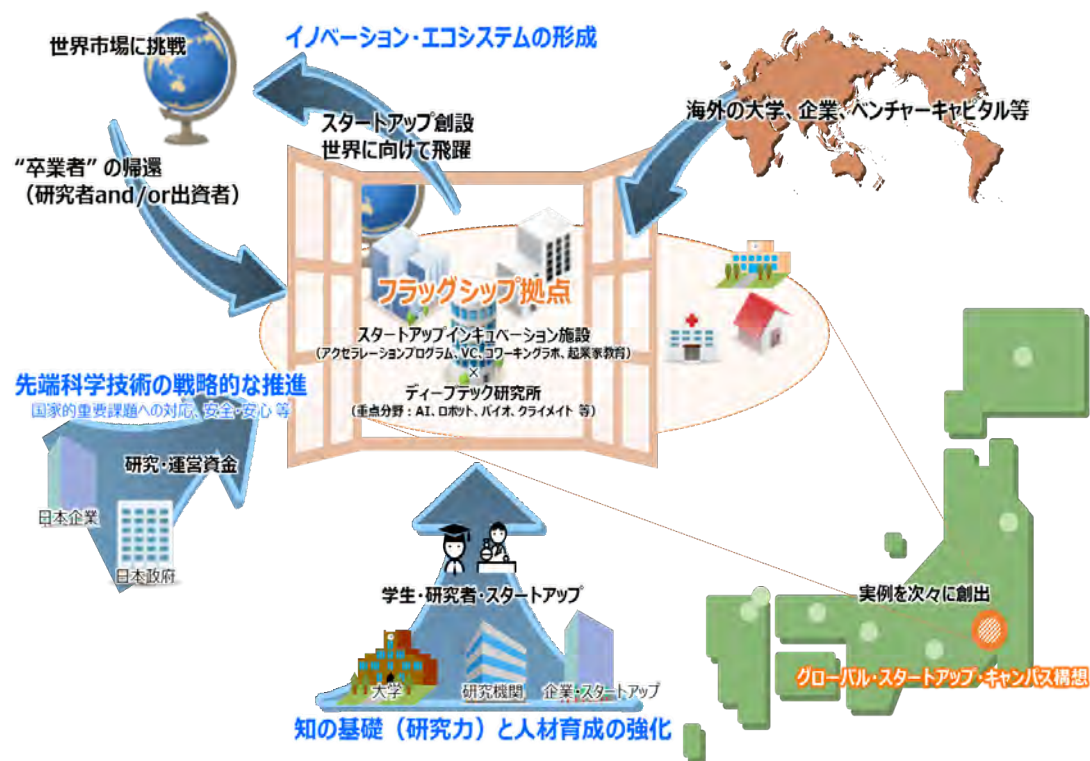 世界市場に挑戦
イノベーション・エコシステムの形成
海外の大学、企業、ベンチャーキャピタル等
スタートアップ創設
世界に向けて飛躍
“卒業者” の帰還
（研究者and/or出資者）
フラッグシップ拠点
スタートアップインキュベーション施設
（アクセラレーションプログラム、VC、コワーキングラボ、起業家教育）
×
ディープテック研究所
（重点分野：AI、ロボット、バイオ、クライメイト 等）
先端科学技術の戦略的な推進
国家的重要課題への対応、安全・安心 等
研究・運営資金
日本企業
日本政府
学生・研究者・スタートアップ
大学
研究機関
企業・スタートアップ
知の基礎（研究力）と人材育成の強化
実例を次々に創出
グローバル・スタートアップ・キャンパス構想